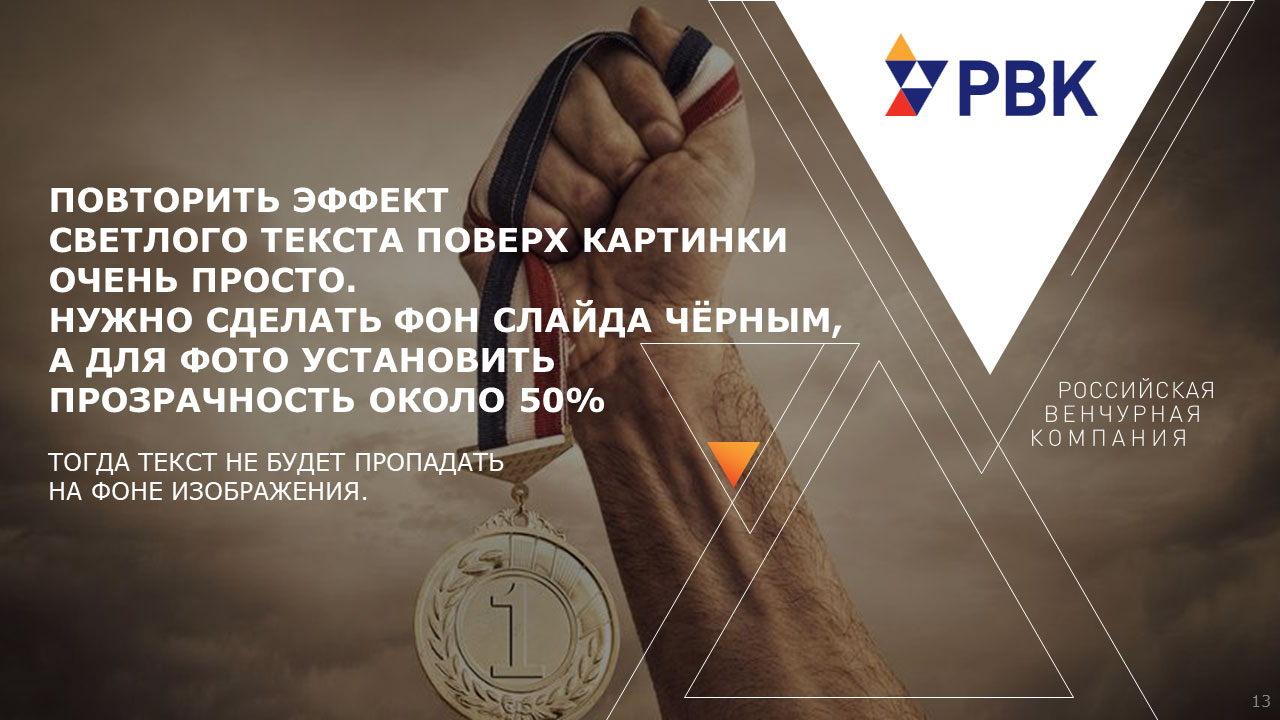 РВК
ПОВТОРИТЬ ЭФФЕКТ
СВЕТЛОГО ТЕКСТА ПОВЕРХ КАРТИНКИ
ОЧЕНЬ ПРОСТО.
НУЖНО СДЕЛАТЬ ФОН СЛАЙДА ЧЁРНЫМ,
А ДЛЯ ФОТО УСТАНОВИТЬ
ПРОЗРАЧНОСТЬ ОКОЛО 50%
РОССИЙСКАЯ
ВЕНЧУРНАЯ
КОМПАНИЯ
ТОГДА ТЕКСТ НЕ БУДЕТ ПРОПАДАТЬ
НА ФОНЕ ИЗОБРАЖЕНИЯ.
1
13